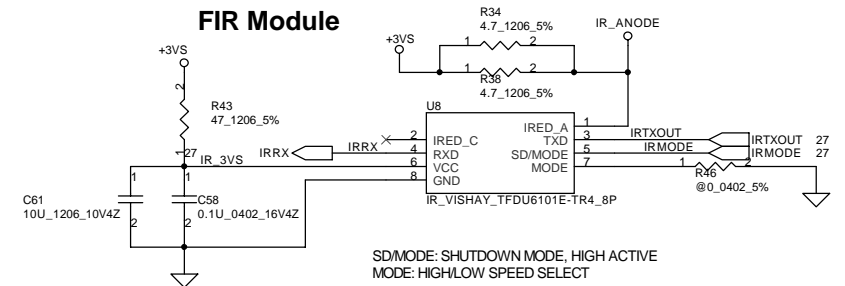 FIR Module
R34
4.7_1206_5%
IR_ANODE
+3VS
+3VS
1 2
1 2
R38
4.7_1206_5%
2
R43
47_1206_5%
U8
1
27
IR_3VS
IRRX
IRRX
2 IRED_C
4 RXD
6 VCC
8 GND
IRED_A 1
TXD 3 IRTXOUT
SD/MODE 5 IRMODE
MODE 7
IRTXOUT 27
IRMODE 27
1 2
R46
@0_0402_5%
IR_VISHAY_TFDU6101E-TR4_8P
1
1
C61
10U_1206_10V4Z
C58
0.1U_0402_16V4Z
2
2
SD/MODE: SHUTDOWN MODE, HIGH ACTIVE
MODE: HIGH/LOW SPEED SELECT